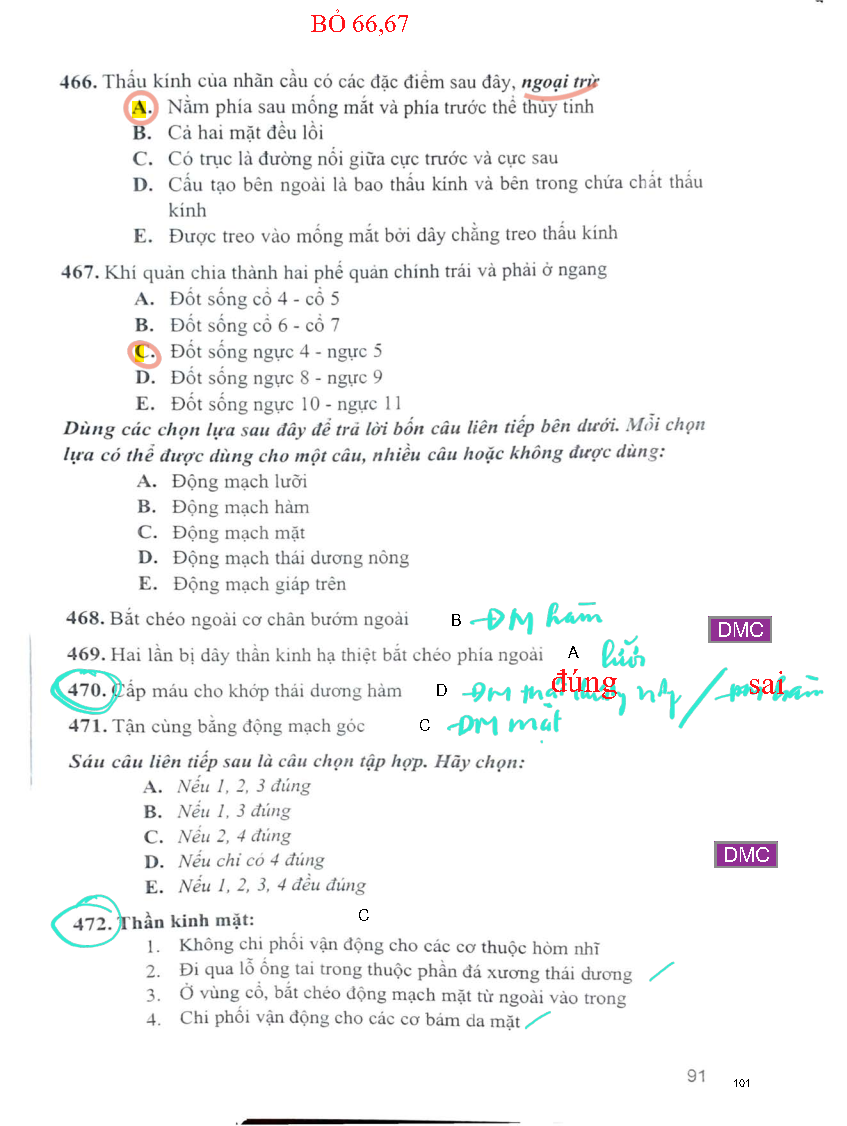 BỎ 66,67
466. Thấu kính của nhãn cầu có các đặc điểm sau đây, ngoại trừ
A. Nằm phía sau mống mắt và phía trước thể thủy tinh
B. Cả hai mặt đều lồi
C. Có trục là đường nối giữa cực trước và cực sau
D. Cấu tạo bên ngoài là bao thấu kính và bên trong chứa chất thấu
kính
E. Được treo vào mống mắt bởi dây chằng treo thấu kính
467. Khí quản chia thành hai phế quản chính trái và phải ở ngang
A. Đốt sống cổ 4 - cổ 5
B. Đốt sống cổ 6 - cổ 7
C. Đốt sống ngực 4 - ngực 5
D. Đốt sống ngực 8 - ngực 9
E. Đốt sống ngực 10 - ngực 11
Dùng các chọn lựa sau đây để trả lời bốn câu liên tiếp bên dưới. Mỗi chọn
lựa có thể được dùng cho một câu, nhiều câu hoặc không được dùng:
A. Động mạch lưỡi
B. Động mạch hàm
C. Động mạch mặt
D. Động mạch thái dương nông
E. Động mạch giáp trên
468. Bắt chéo ngoài cơ chân bướm ngoài B ĐM hàm
DMC
469. Hai lần bị dây thần kinh hạ thiệt bắt chéo phía ngoài A lưỡi
470. Cấp máu cho khớp thái dương hàm D ĐM đúng / hàm sai
471. Tận cùng bằng động mạch góc C ĐM mặt
Sáu câu liên tiếp sau là câu chọn tập hợp. Hãy chọn:
A. Nếu 1, 2, 3 đúng
B. Nếu 1, 3 đúng
C. Nếu 2, 4 đúng
D. Nếu chỉ có 4 đúng
DMC
E. Nếu 1, 2, 3, 4 đều đúng
472. Thần kinh mặt: C
1. Không chi phối vận động cho các cơ thuộc hòm nhĩ
2. Đi qua lỗ ống tai trong thuộc phần đá xương thái dương
3. Ở vùng cổ, bắt chéo động mạch mặt từ ngoài vào trong
4. Chi phối vận động cho các cơ bám da mặt
91
101